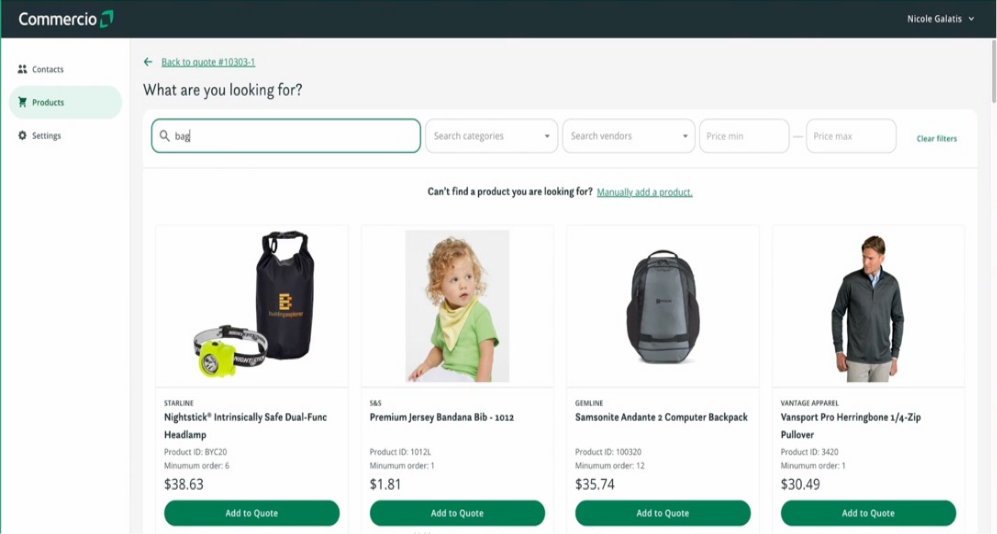 Commercio
Nicole Galatis
Contacts
Products
Settings
Back to quote #10303-1
What are you looking for?
bag
Search categories
Search vendors
Price min
—
Price max
Clear filters
Can't find a product you are looking for? Manually add a product.
STARLINE
Nightstick® Intrinsically Safe Dual-Func
Headlamp
Product ID: BYC20
Minumum order: 6
$38.63
Add to Quote
S&S
Premium Jersey Bandana Bib - 1012
Product ID: 1012L
Minumum order: 1
$1.81
Add to Quote
GEMLINE
Samsonite Andante 2 Computer Backpack
Product ID: 100320
Minumum order: 12
$35.74
Add to Quote
VANTAGE APPAREL
Vansport Pro Herringbone 1/4-Zip
Pullover
Product ID: 3420
Minumum order: 1
$30.49
Add to Quote